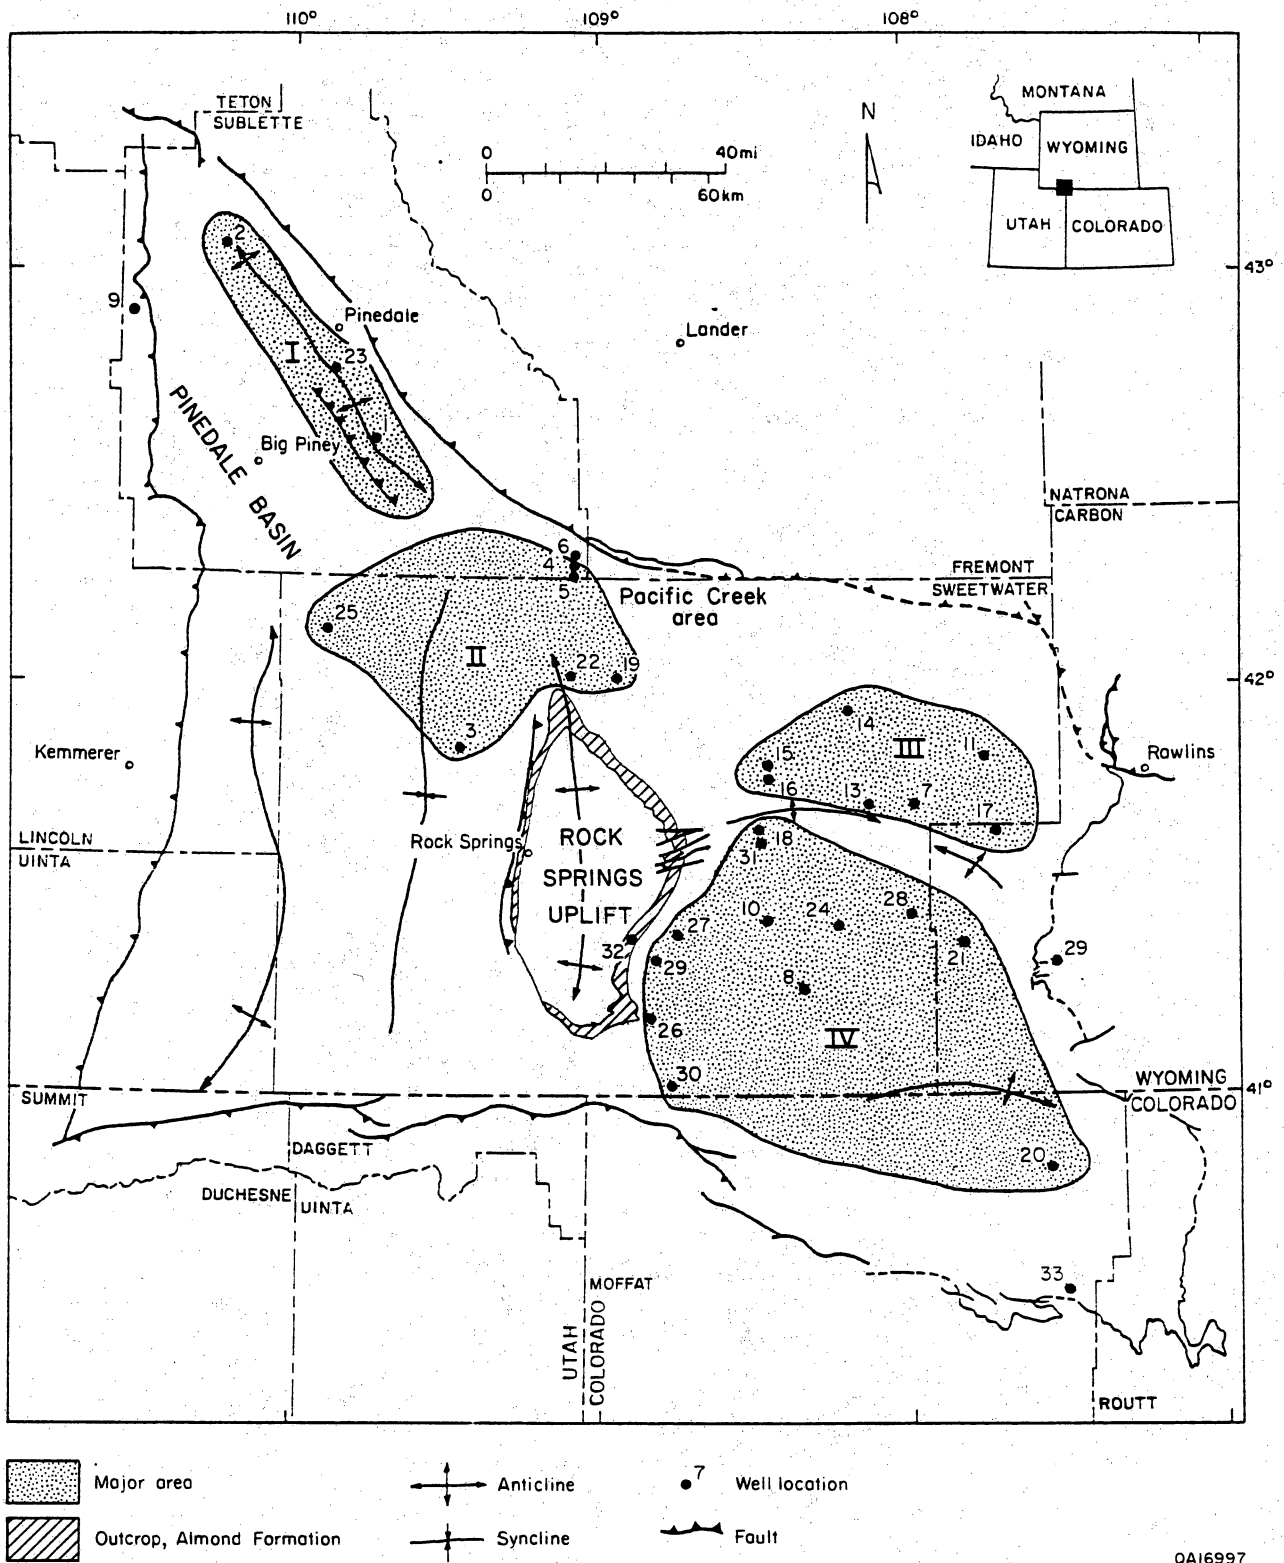 110°
109°
108°
TETON
SUBLETTE
0
40mi
0
60km
N
MONTANA
IDAHO
WYOMING
UTAH
COLORADO
2
43°
9
Pinedale
Lander
I
23
PINEDALE BASIN
1
Big Piney
NATRONA
CARBON
6
4
5
FREMONT
SWEETWATER
Pacific Creek
area
25
II
22
19
42°
3
14
III
11
Kemmerer
15
Rawlins
16
13
7
17
LINCOLN
UINTA
Rock Springs
ROCK
SPRINGS
UPLIFT
18
31
10
24
28
27
32
29
21
29
8
26
IV
30
SUMMIT
WYOMING
COLORADO
41°
DAGGETT
20
DUCHESNE
UINTA
33
MOFFAT
UTAH
COLORADO
ROUTT
Major area
Anticline
7
Well location
Outcrop, Almond Formation
Syncline
Fault
QA16997